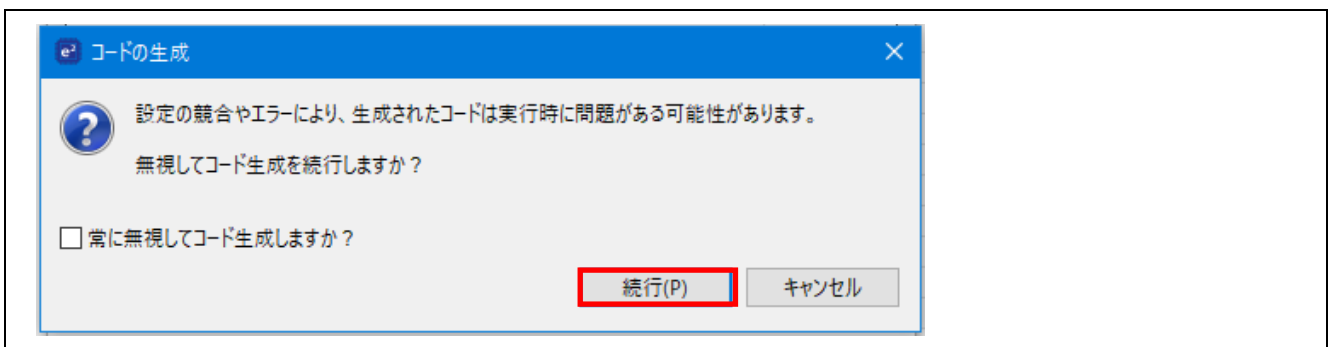 e² コードの生成
設定の競合やエラーにより、生成されたコードは実行時に問題がある可能性があります。
無視してコード生成を続行しますか？
常に無視してコード生成しますか？
続行(P) キャンセル